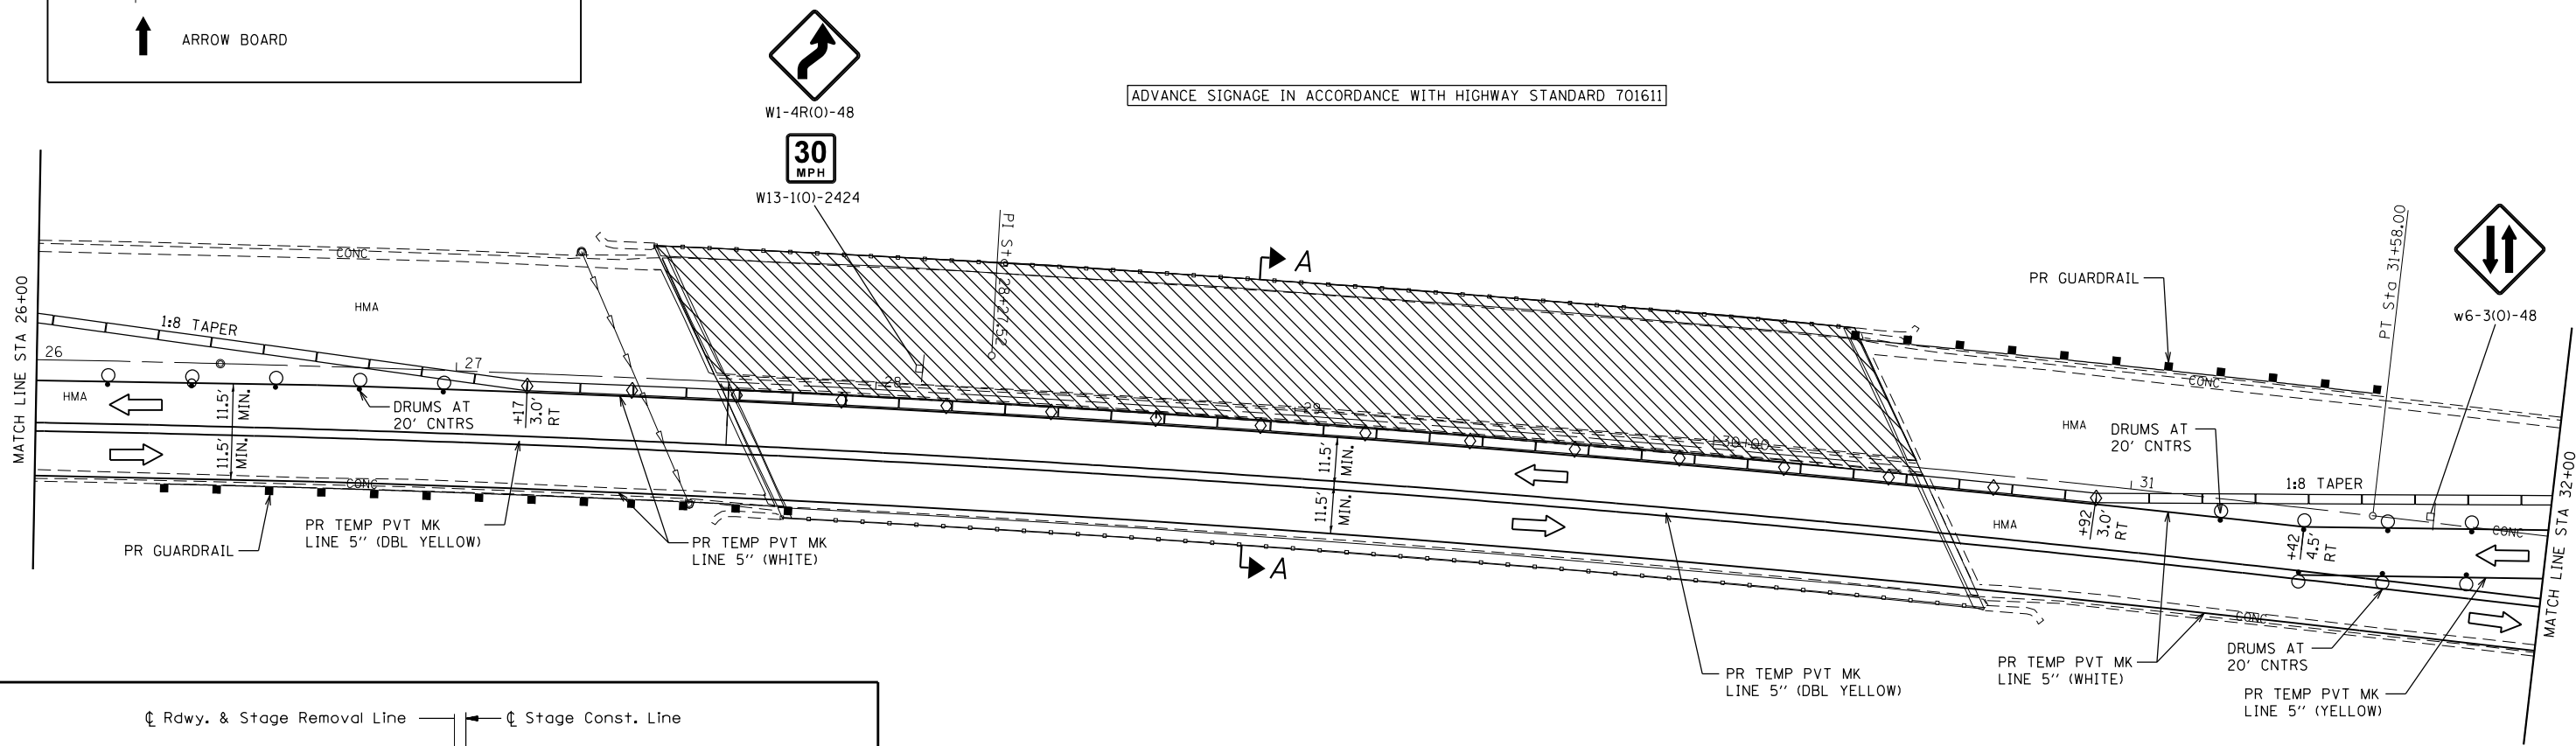 ARROW BOARD
W1-4R(O)-48
30
MPH
W13-1(O)-2424
ADVANCE SIGNAGE IN ACCORDANCE WITH HIGHWAY STANDARD 701611
MATCH LINE STA 26+00
CONC
HMA
1:8 TAPER
26
27
HMA
11.5'
MIN.
11.5'
MIN.
DRUMS AT
20' CNTRS
+17
3.0'
RT
CONC
PR GUARDRAIL
PR TEMP PVT MK
LINE 5'' (DBL YELLOW)
PR TEMP PVT MK
LINE 5'' (WHITE)
PI Sta 28+27.52
28
29
30+00
A
A
11.5'
MIN.
11.5'
MIN.
PR GUARDRAIL
CONC
PT Sta 31+58.00
w6-3(O)-48
HMA
DRUMS AT
20' CNTRS
31
1:8 TAPER
HMA
+92
3.0'
RT
+42
4.5'
RT
CONC
CONC
PR TEMP PVT MK
LINE 5'' (DBL YELLOW)
PR TEMP PVT MK
LINE 5'' (WHITE)
DRUMS AT
20' CNTRS
PR TEMP PVT MK
LINE 5'' (YELLOW)
MATCH LINE STA 32+00
℄ Rdwy. & Stage Removal Line
℄ Stage Const. Line